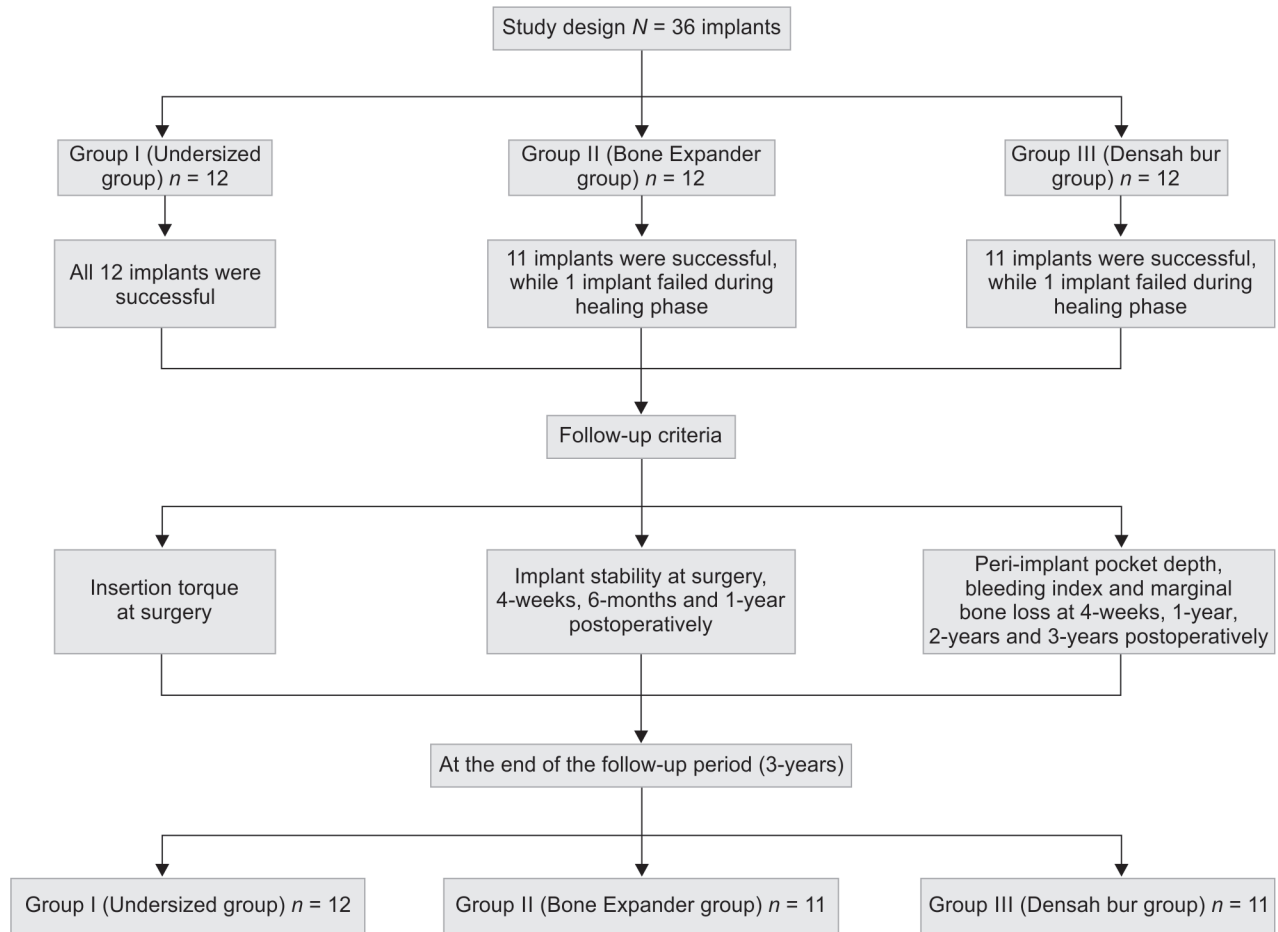 Study design N = 36 implants
Group I (Undersized
group) n = 12
Group II (Bone Expander
group) n = 12
Group III (Densah bur
group) n = 12
All 12 implants were
successful
11 implants were successful,
while 1 implant failed during
healing phase
11 implants were successful,
while 1 implant failed during
healing phase
Follow-up criteria
Insertion torque
at surgery
Implant stability at surgery,
4-weeks, 6-months and 1-year
postoperatively
Peri-implant pocket depth,
bleeding index and marginal
bone loss at 4-weeks, 1-year,
2-years and 3-years postoperatively
At the end of the follow-up period (3-years)
Group I (Undersized group) n = 12
Group II (Bone Expander group) n = 11
Group III (Densah bur group) n = 11